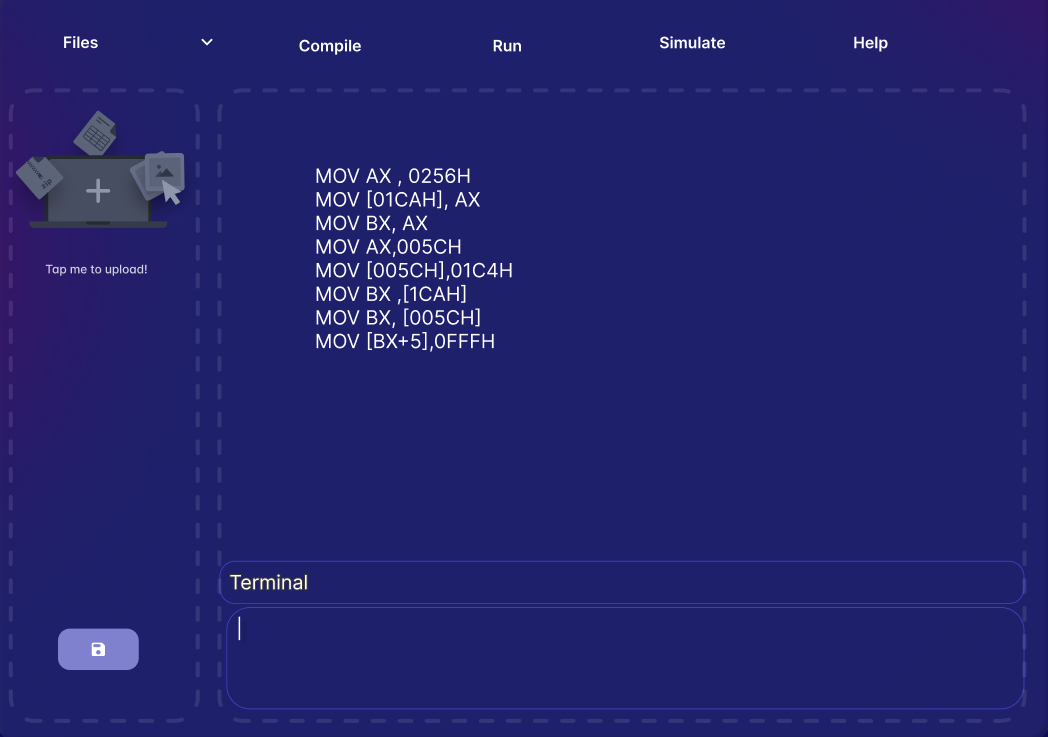 Files
Compile
Run
Simulate
Help
zip
Tap me to upload!
MOV AX , 0256H
MOV [01CAH], AX
MOV BX, AX
MOV AX,005CH
MOV [005CH],01C4H
MOV BX ,[1CAH]
MOV BX, [005CH]
MOV [BX+5],0FFFH
Terminal